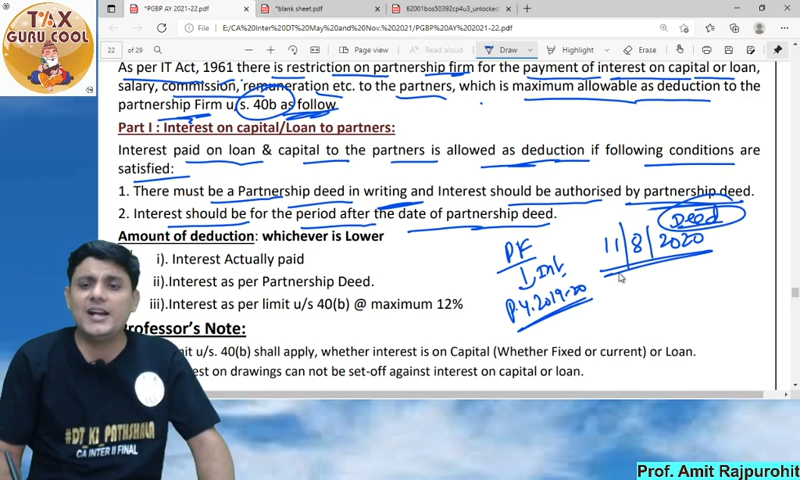 TAX
GURU COOL
*PGBP AY 2021-22.pdf
*blank sheet.pdf
62001bos50392cp4u3_unlocked
E:/CA%20Inter%20DT%20May%20and%20Nov.%202021/PGBP%20AY%202021-22.pdf
22 of 29
Page view
Read aloud
Draw
Highlight
Erase
As per IT Act, 1961 there is restriction on partnership firm for the payment of interest on capital or loan,
salary, commission, remuneration etc. to the partners, which is maximum allowable as deduction to the
partnership Firm u/s. 40b as follow
Part I : Interest on capital/Loan to partners:
Interest paid on loan & capital to the partners is allowed as deduction if following conditions are
satisfied:
1. There must be a Partnership deed in writing and Interest should be authorised by partnership deed.
2. Interest should be for the period after the date of partnership deed.
Deed
11/8/2020
Amount of deduction: whichever is Lower
PF
i). Interest Actually paid
Int.
ii).Interest as per Partnership Deed.
P.Y. 2019-20
iii).Interest as per limit u/s 40(b) @ maximum 12%
Professor's Note:
u/s. 40(b) shall apply, whether interest is on Capital (Whether Fixed or current) or Loan.
on drawings can not be set-off against interest on capital or loan.
#DT_KI_PATHSHALA
CA INTER II FINAL
Prof. Amit Rajpurohit